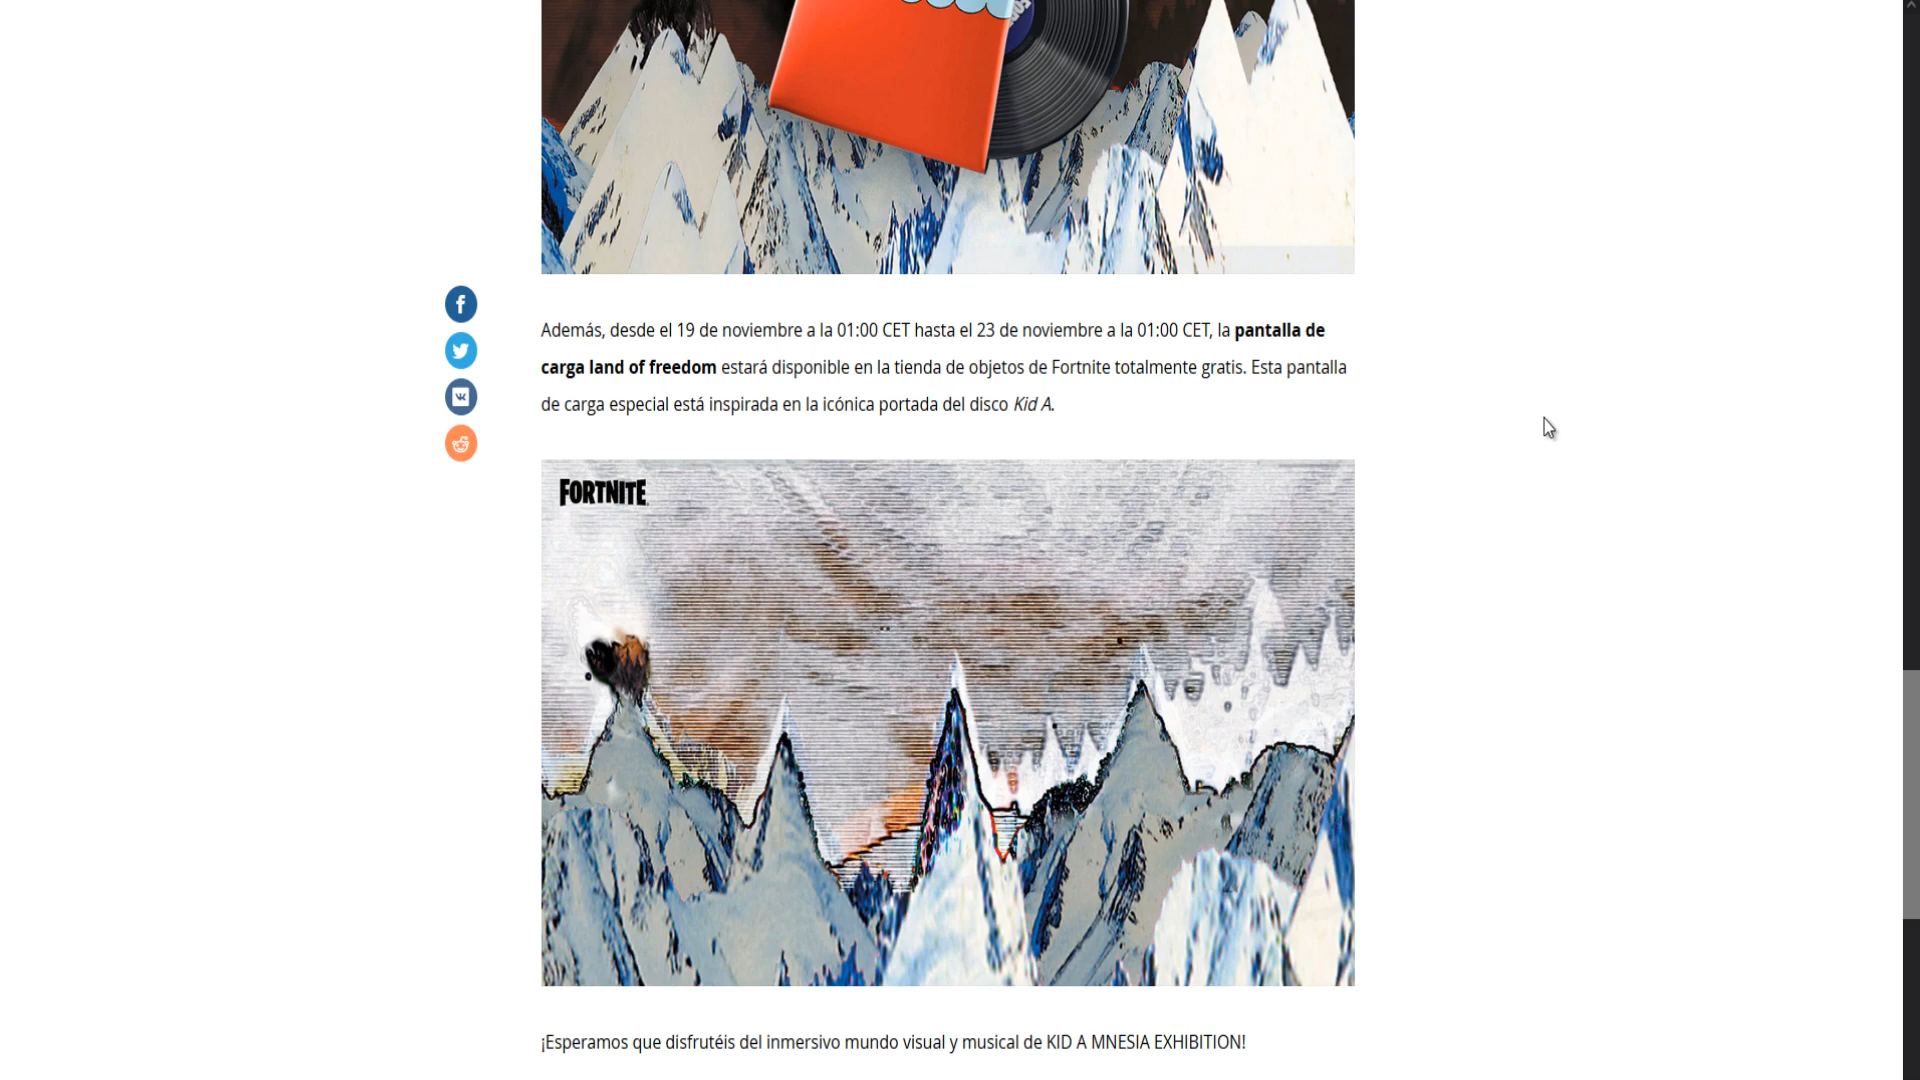 Además, desde el 19 de noviembre a la 01:00 CET hasta el 23 de noviembre a la 01:00 CET, la pantalla de
carga land of freedom estará disponible en la tienda de objetos de Fortnite totalmente gratis. Esta pantalla
de carga especial está inspirada en la icónica portada del disco Kid A.
FORTNITE
¡Esperamos que disfrutéis del inmersivo mundo visual y musical de KID A MNESIA EXHIBITION!